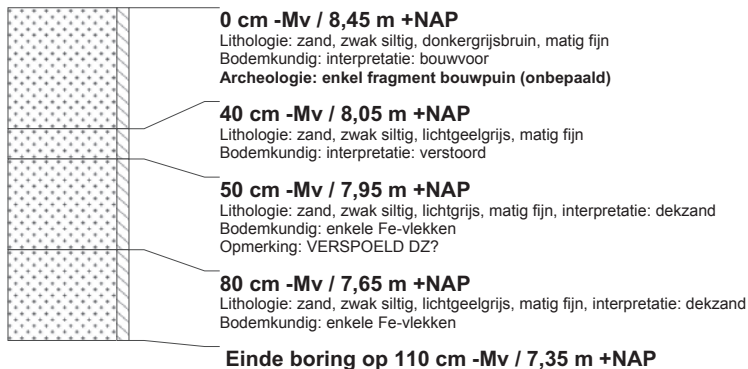 0 cm -Mv / 8,45 m +NAP
Lithologie: zand, zwak siltig, donkergrijsbruin, matig fijn
Bodemkundig: interpretatie: bouwvoor
Archeologie: enkel fragment bouwpuin (onbepaald)
40 cm -Mv / 8,05 m +NAP
Lithologie: zand, zwak siltig, lichtgeelgrijs, matig fijn
Bodemkundig: interpretatie: verstoord
50 cm -Mv / 7,95 m +NAP
Lithologie: zand, zwak siltig, lichtgrijs, matig fijn, interpretatie: dekzand
Bodemkundig: enkele Fe-vlekken
Opmerking: VERSPOELD DZ?
80 cm -Mv / 7,65 m +NAP
Lithologie: zand, zwak siltig, lichtgeelgrijs, matig fijn, interpretatie: dekzand
Bodemkundig: enkele Fe-vlekken
Einde boring op 110 cm -Mv / 7,35 m +NAP